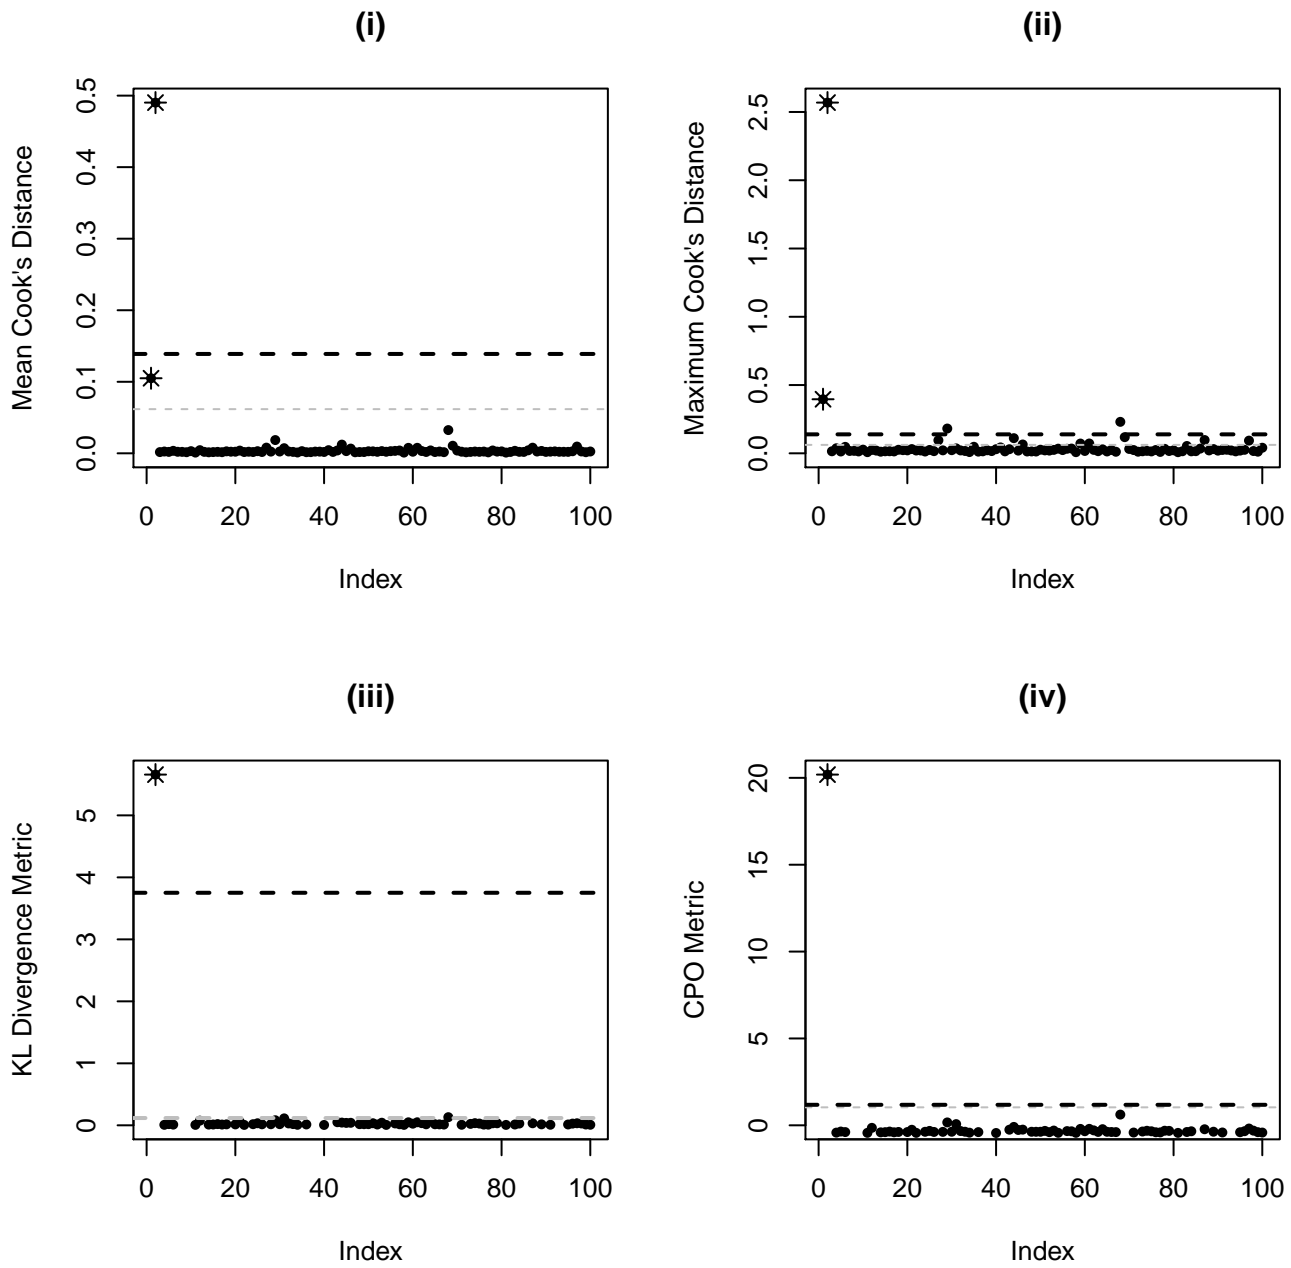 (i)
Mean Cook's Distance
0.0 0.1 0.2 0.3 0.4 0.5
0 20 40 60 80 100
Index
(ii)
Maximum Cook's Distance
0.0 0.5 1.0 1.5 2.0 2.5
0 20 40 60 80 100
Index
(iii)
KL Divergence Metric
0 1 2 3 4 5
0 20 40 60 80 100
Index
(iv)
CPO Metric
0 5 10 15 20
0 20 40 60 80 100
Index